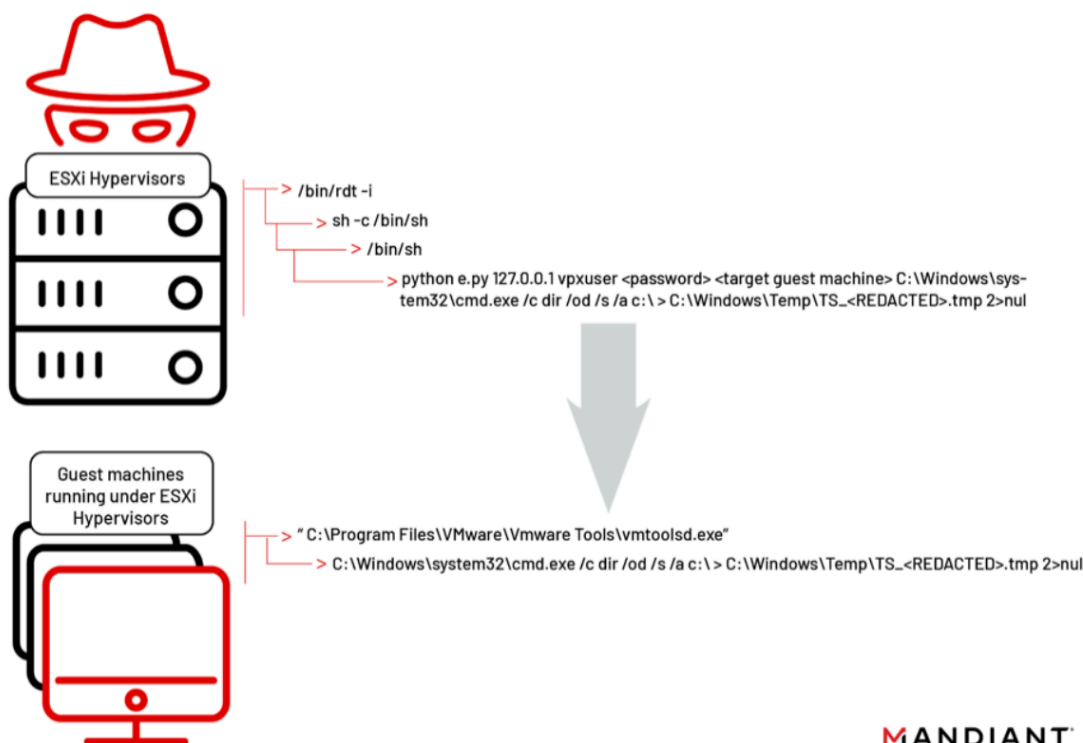 ESXi Hypervisors
> /bin/rdt -i
> sh -c /bin/sh
> /bin/sh
> python e.py 127.0.0.1 vpxuser <password> <target guest machine> C:\Windows\sys-
tem32\cmd.exe /c dir /od /s /a c:\ > C:\Windows\Temp\TS_<REDACTED>.tmp 2>nul
Guest machines
running under ESXi
Hypervisors
> “ C:\Program Files\VMware\Vmware Tools\vmtoolsd.exe”
> C:\Windows\system32\cmd.exe /c dir /od /s /a c:\ > C:\Windows\Temp\TS_<REDACTED>.tmp 2>nul
MANDIANT